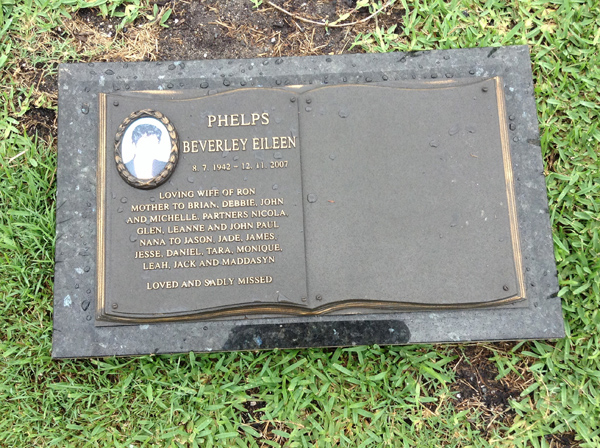 PHELPS
BEVERLEY EILEEN
8. 7. 1942 - 12. 11. 2007
LOVING WIFE OF RON
MOTHER TO BRIAN, DEBBIE, JOHN
AND MICHELLE, PARTNERS NICOLA,
GLEN, LEANNE AND JOHN PAUL
NANA TO JASON, JADE, JAMES,
JESSE, DANIEL, TARA, MONIQUE,
LEAH, JACK AND MADDASYN
LOVED AND SADLY MISSED